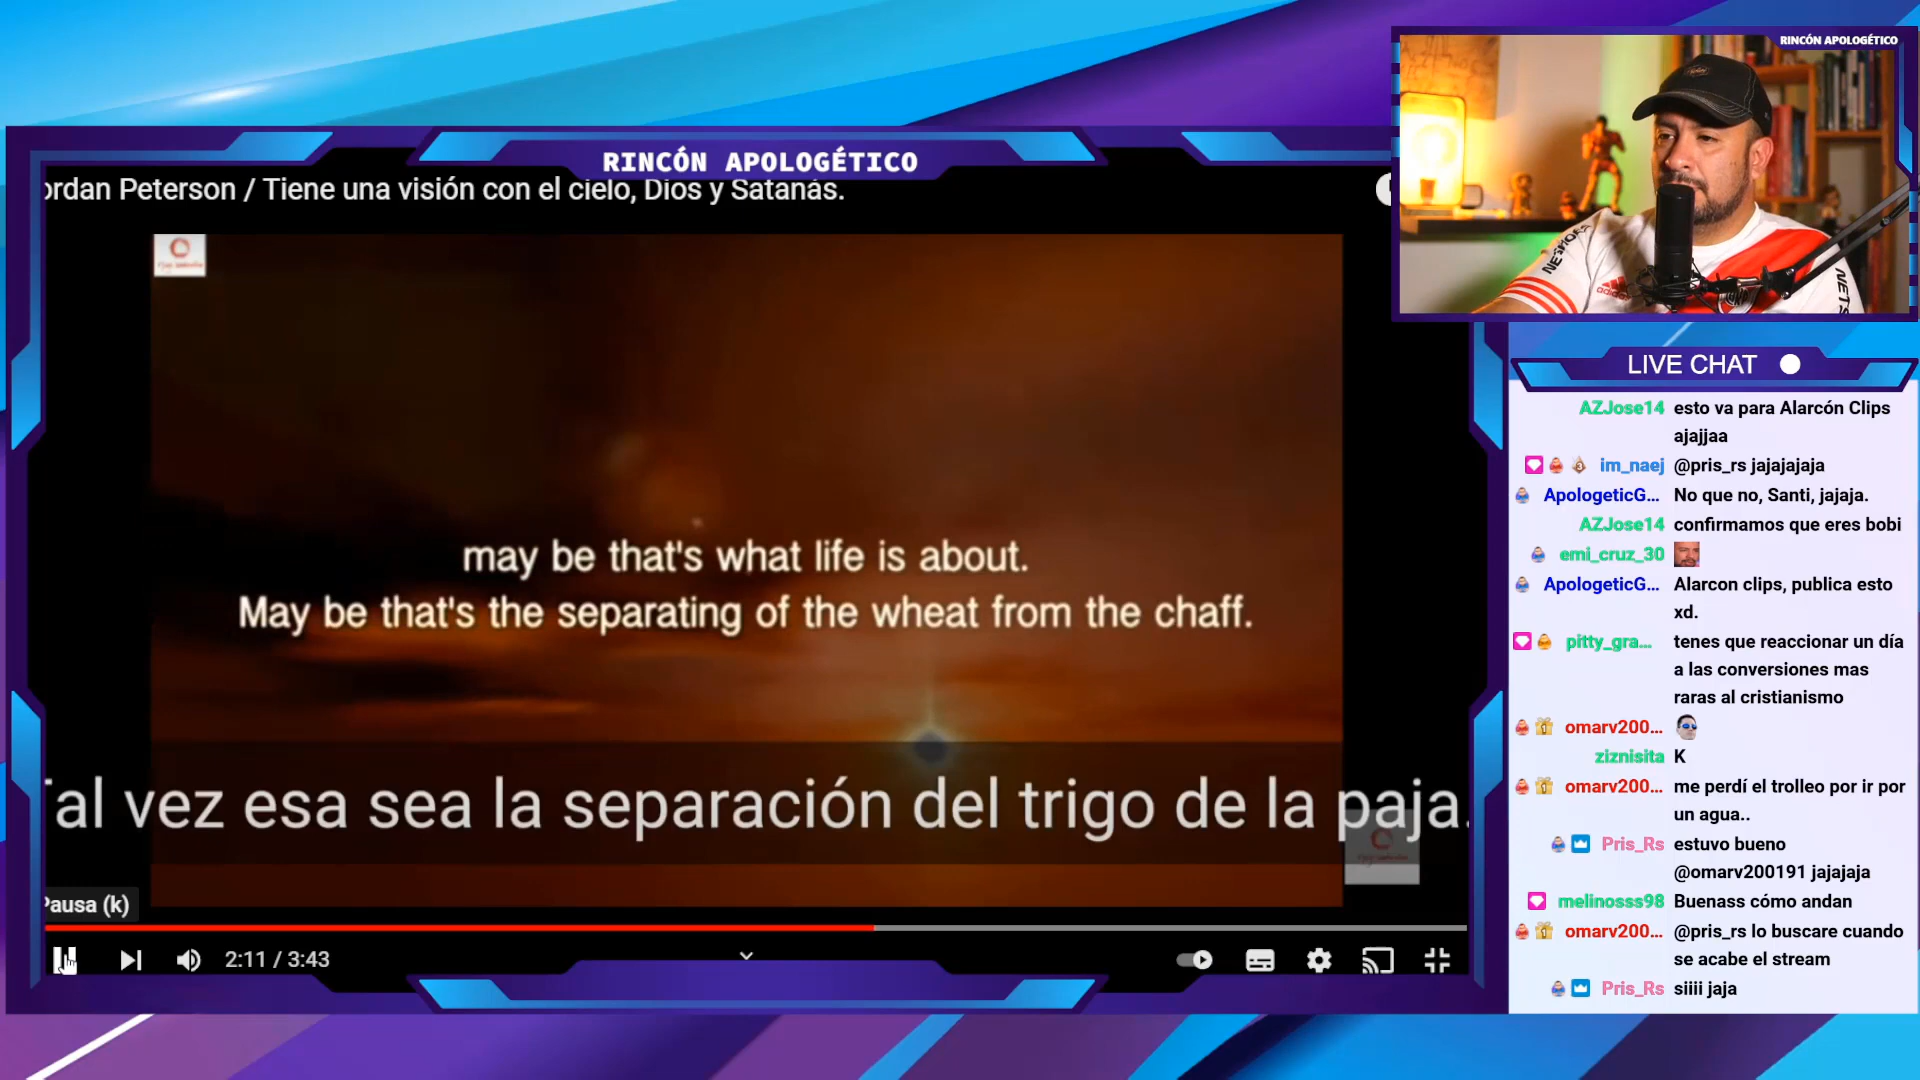 RINCÓN APOLOGÉTICO
RINCÓN APOLOGÉTICO
ordan Peterson / Tiene una visión con el cielo, Dios y Satanás.
may be that's what life is about.
May be that's the separating of the wheat from the chaff.
Tal vez esa sea la separación del trigo de la paja.
Pausa (k)
2:11 / 3:43
NESHOES
adidas
NETS
LIVE CHAT
AZJose14 esto va para Alarcón Clips
ajajjaa
im_naej @pris_rs jajajajaja
ApologeticG... No que no, Santi, jajaja.
AZJose14 confirmamos que eres bobi
emi_cruz_30
ApologeticG... Alarcon clips, publica esto
xd.
pitty_gra... tenes que reaccionar un día
a las conversiones mas
raras al cristianismo
omarv200...
ziznisita K
omarv200... me perdí el trolleo por ir por
un agua..
Pris_Rs estuvo bueno
@omarv200191 jajajaja
melinosss98 Buenass cómo andan
omarv200... @pris_rs lo buscare cuando
se acabe el stream
Pris_Rs siiii jaja